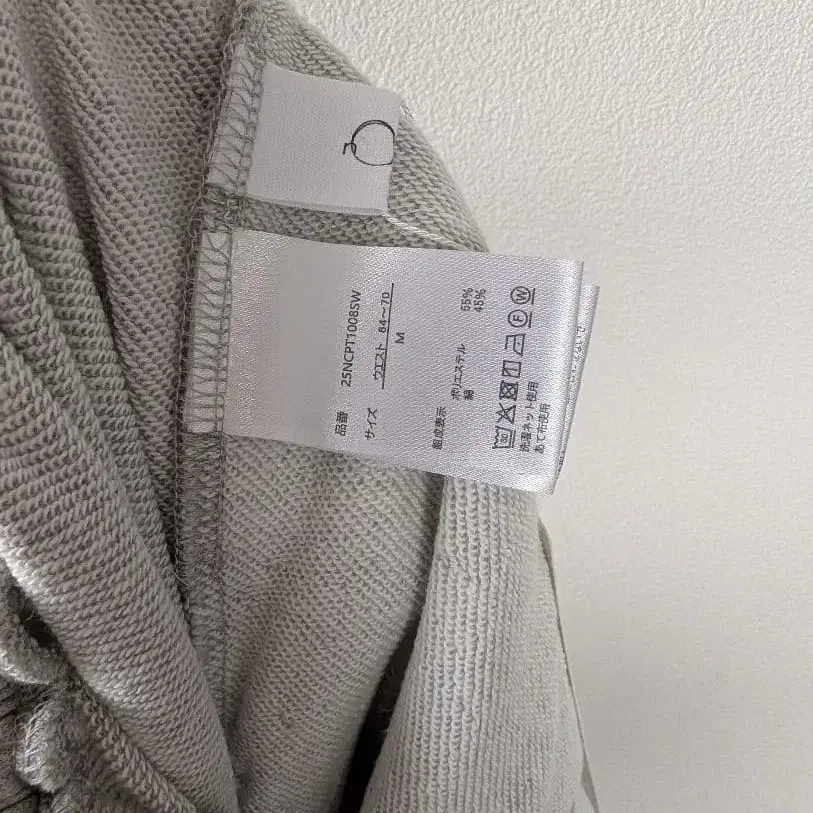 品番 25NCPT1008SW
サイズ ウエスト 64〜70
M
組成表示 ポリエステル 55%
綿 45%
30 F W
洗濯ネット使用
あて布使用